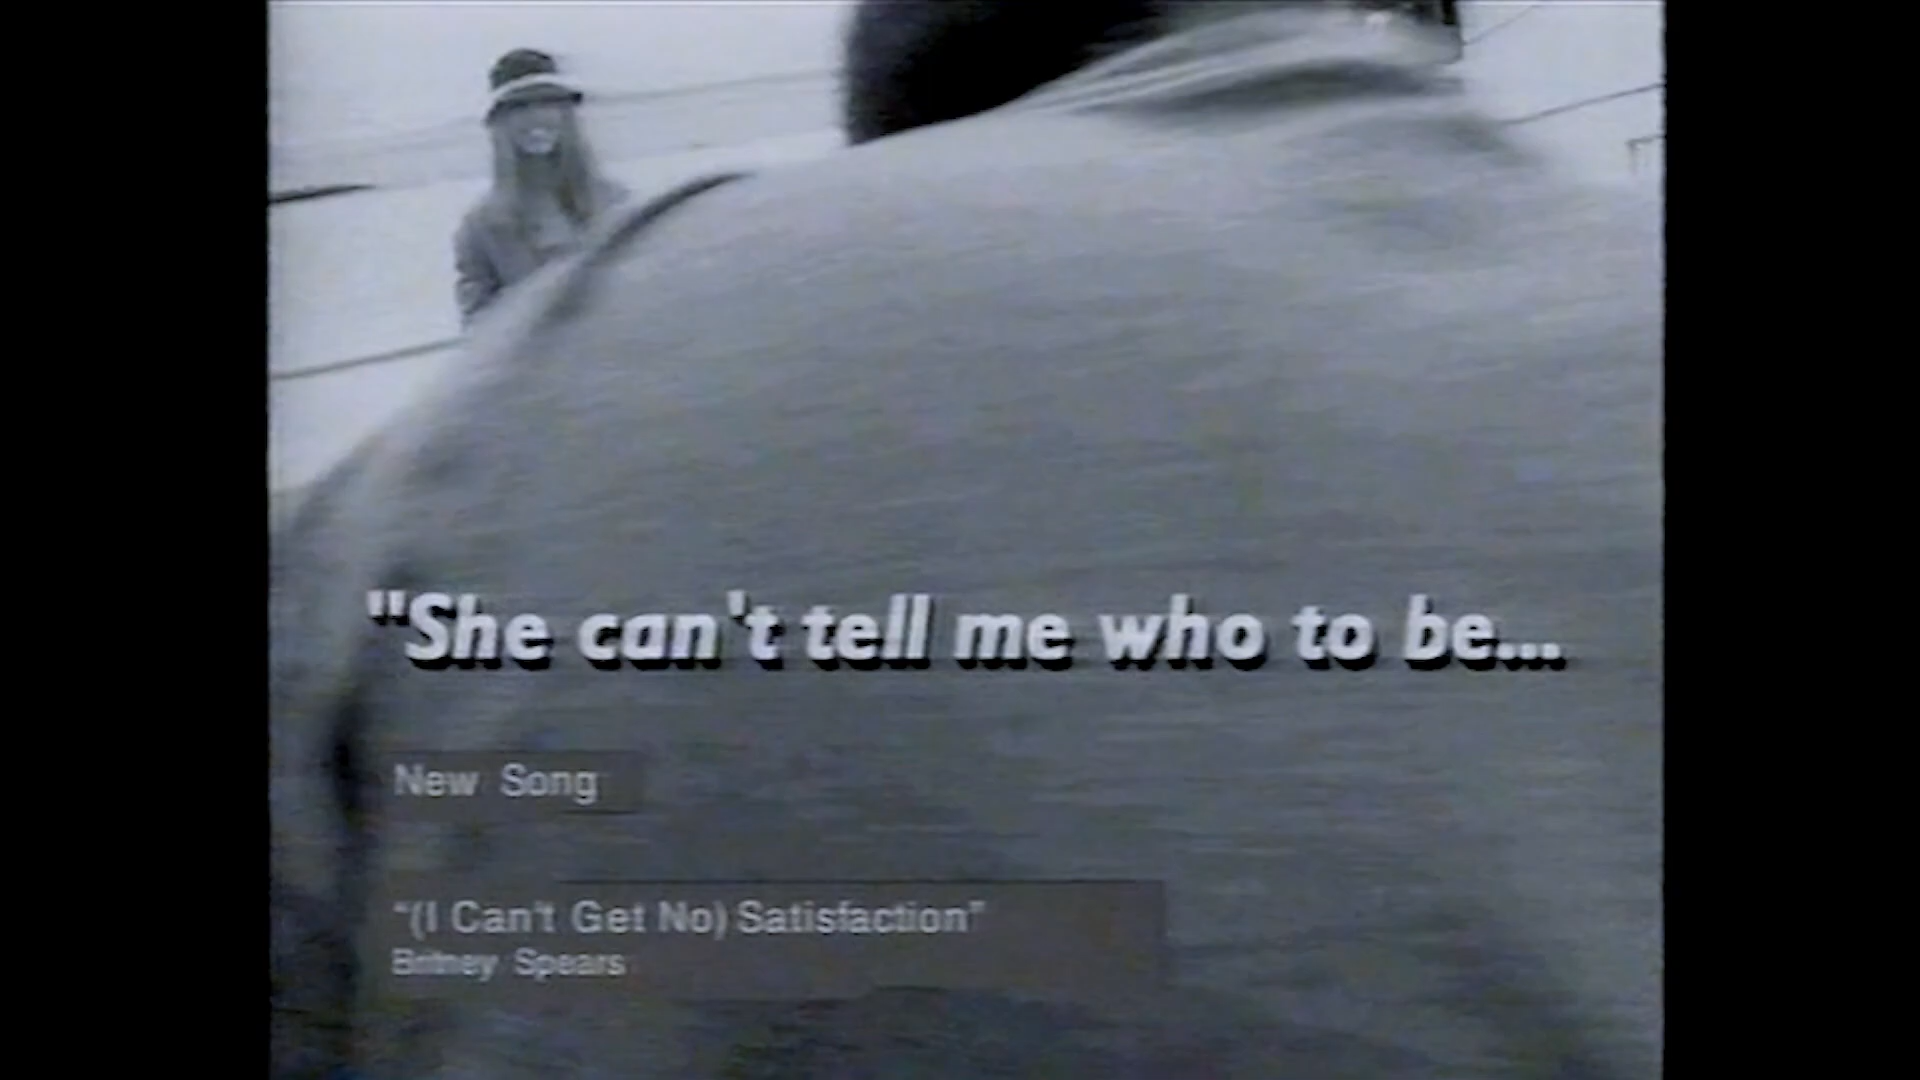 "She can't tell me who to be...
New Song
"(I Can't Get No) Satisfaction"
Britney Spears